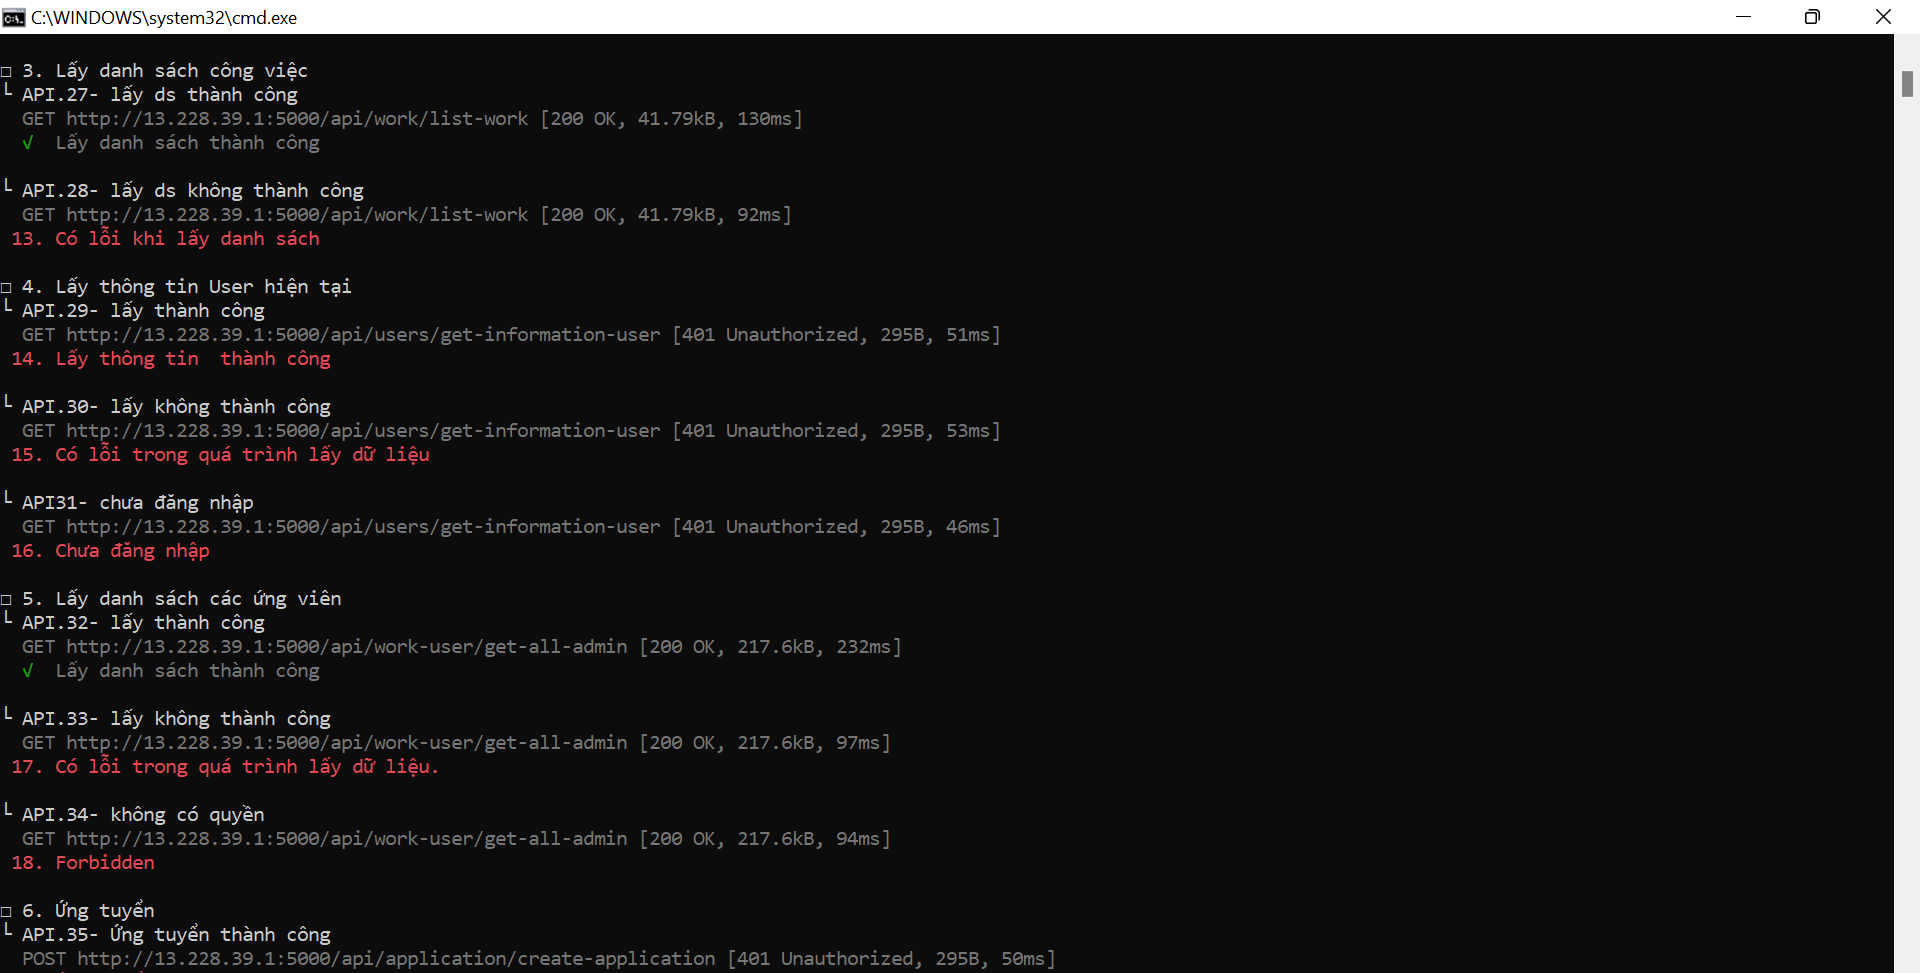 C:\WINDOWS\system32\cmd.exe
□ 3. Lấy danh sách công việc
└ API.27- lấy ds thành công
GET http://13.228.39.1:5000/api/work/list-work [200 OK, 41.79kB, 130ms]
√ Lấy danh sách thành công
└ API.28- lấy ds không thành công
GET http://13.228.39.1:5000/api/work/list-work [200 OK, 41.79kB, 92ms]
13. Có lỗi khi lấy danh sách
□ 4. Lấy thông tin User hiện tại
└ API.29- lấy thành công
GET http://13.228.39.1:5000/api/users/get-information-user [401 Unauthorized, 295B, 51ms]
14. Lấy thông tin  thành công
└ API.30- lấy không thành công
GET http://13.228.39.1:5000/api/users/get-information-user [401 Unauthorized, 295B, 53ms]
15. Có lỗi trong quá trình lấy dữ liệu
└ API31- chưa đăng nhập
GET http://13.228.39.1:5000/api/users/get-information-user [401 Unauthorized, 295B, 46ms]
16. Chưa đăng nhập
□ 5. Lấy danh sách các ứng viên
└ API.32- lấy thành công
GET http://13.228.39.1:5000/api/work-user/get-all-admin [200 OK, 217.6kB, 232ms]
√ Lấy danh sách thành công
└ API.33- lấy không thành công
GET http://13.228.39.1:5000/api/work-user/get-all-admin [200 OK, 217.6kB, 97ms]
17. Có lỗi trong quá trình lấy dữ liệu.
└ API.34- không có quyền
GET http://13.228.39.1:5000/api/work-user/get-all-admin [200 OK, 217.6kB, 94ms]
18. Forbidden
□ 6. Ứng tuyển
└ API.35- Ứng tuyển thành công
POST http://13.228.39.1:5000/api/application/create-application [401 Unauthorized, 295B, 50ms]